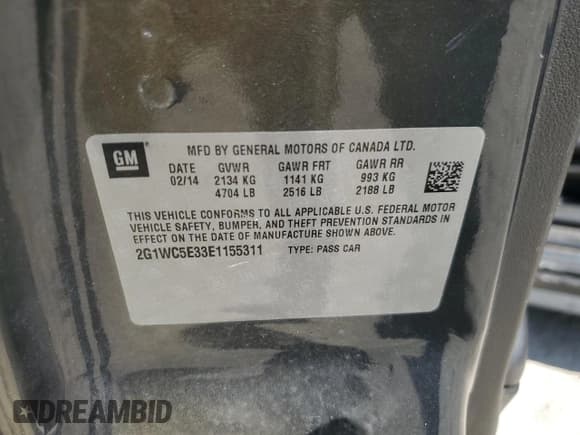 GM
MFD BY GENERAL MOTORS OF CANADA LTD.
DATE GVWR GAWR FRT GAWR RR
02/14 2134 KG 1141 KG 993 KG
4704 LB 2516 LB 2188 LB
THIS VEHICLE CONFORMS TO ALL APPLICABLE U.S. FEDERAL MOTOR
VEHICLE SAFETY, BUMPER, AND THEFT PREVENTION STANDARDS IN
EFFECT ON THE DATE OF MANUFACTURE SHOWN ABOVE.
2G1WC5E33E1155311 TYPE: PASS CAR
DREAMBID